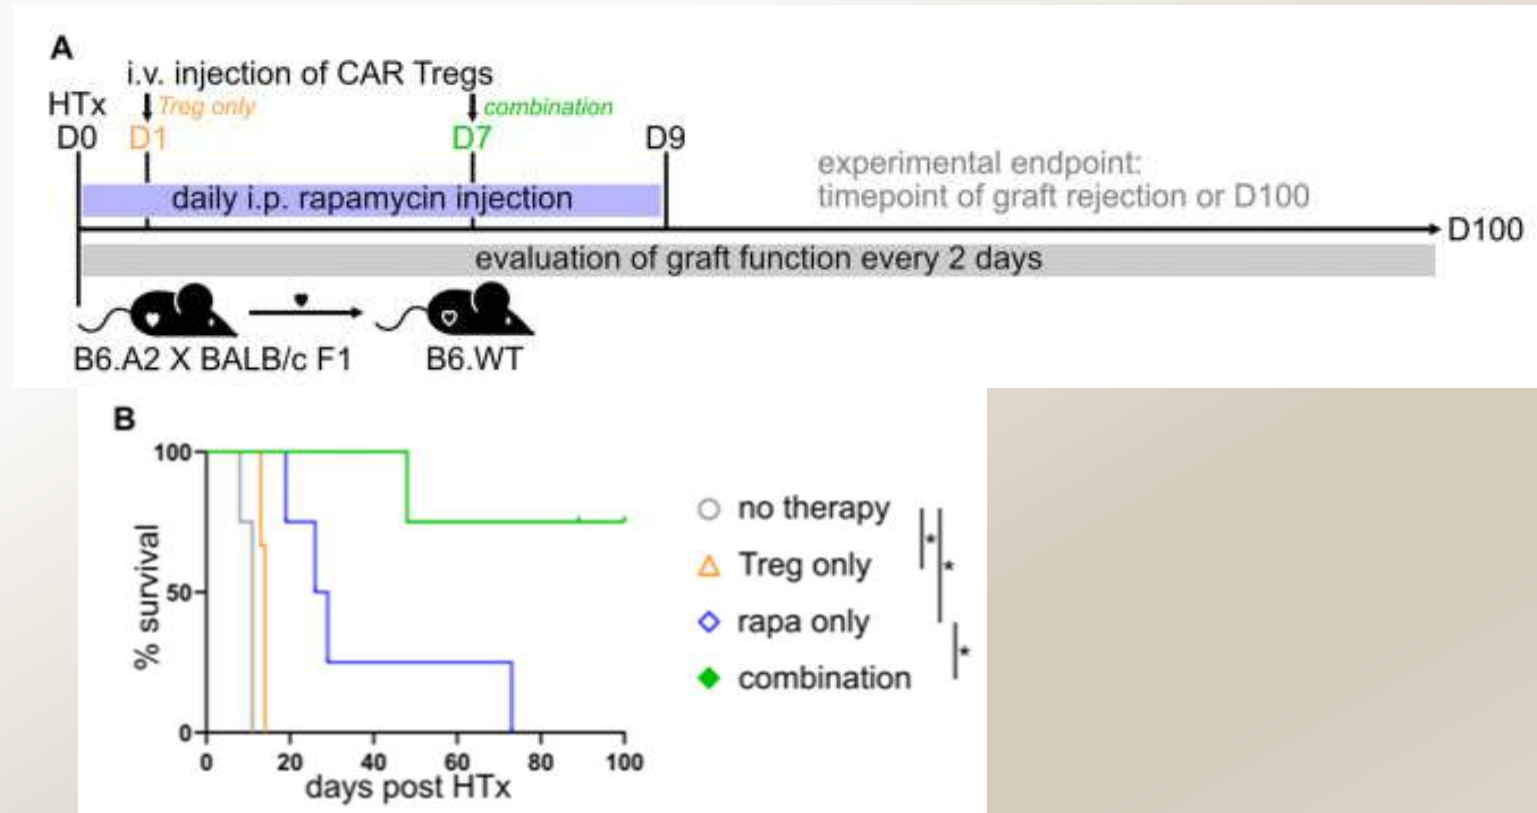 A
i.v. injection of CAR Tregs
HTx Treg only combination
D0 D1 D7 D9
experimental endpoint:
timepoint of graft rejection or D100
daily i.p. rapamycin injection
D100
evaluation of graft function every 2 days
B6.A2 X BALB/c F1 B6.WT
B
100
50
0
% survival
0 20 40 60 80 100
days post HTx
no therapy
*
Treg only
*
rapa only
*
combination